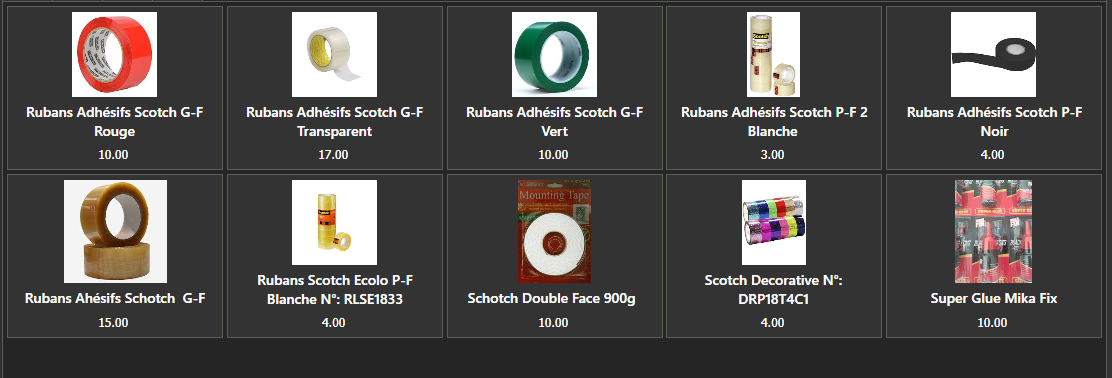 Rubans Adhésifs Scotch G-F
Rouge
10.00
Rubans Adhésifs Scotch G-F
Transparent
17.00
Rubans Adhésifs Scotch G-F
Vert
10.00
Scotch
Rubans Adhésifs Scotch P-F 2
Blanche
3.00
Rubans Adhésifs Scotch P-F
Noir
4.00
Rubans Ahésifs Schotch  G-F
15.00
Scotch
Rubans Scotch Ecolo P-F
Blanche N°: RLSE1833
4.00
Mounting Tape
Schotch Double Face 900g
10.00
Scotch Decorative N°:
DRP18T4C1
4.00
Super Glue Mika Fix
10.00